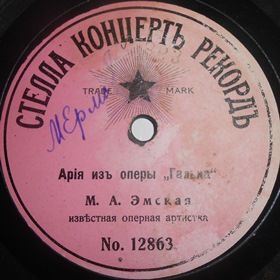 СТЕЛЛА КОНЦЕРТЪ РЕКОРДЪ
TRADE MARK
Арія изъ оперы „Галька"
М. А. Эмская
извѣстная оперная артистка
No. 12863